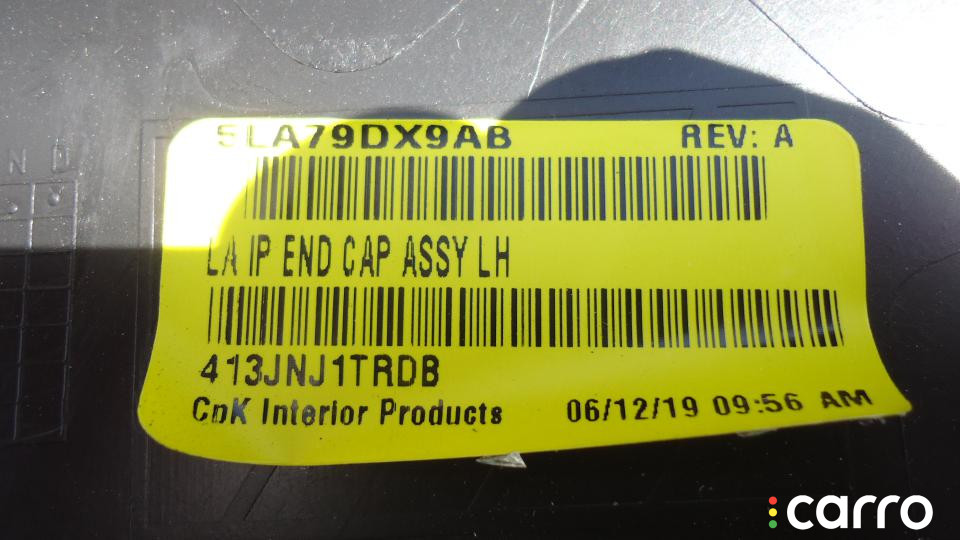 5LA79DX9AB REV: A
LA IP END CAP ASSY LH
413JNJ1TRDB
CnK Interior Products 06/12/19 09:56 AM
N D
carro